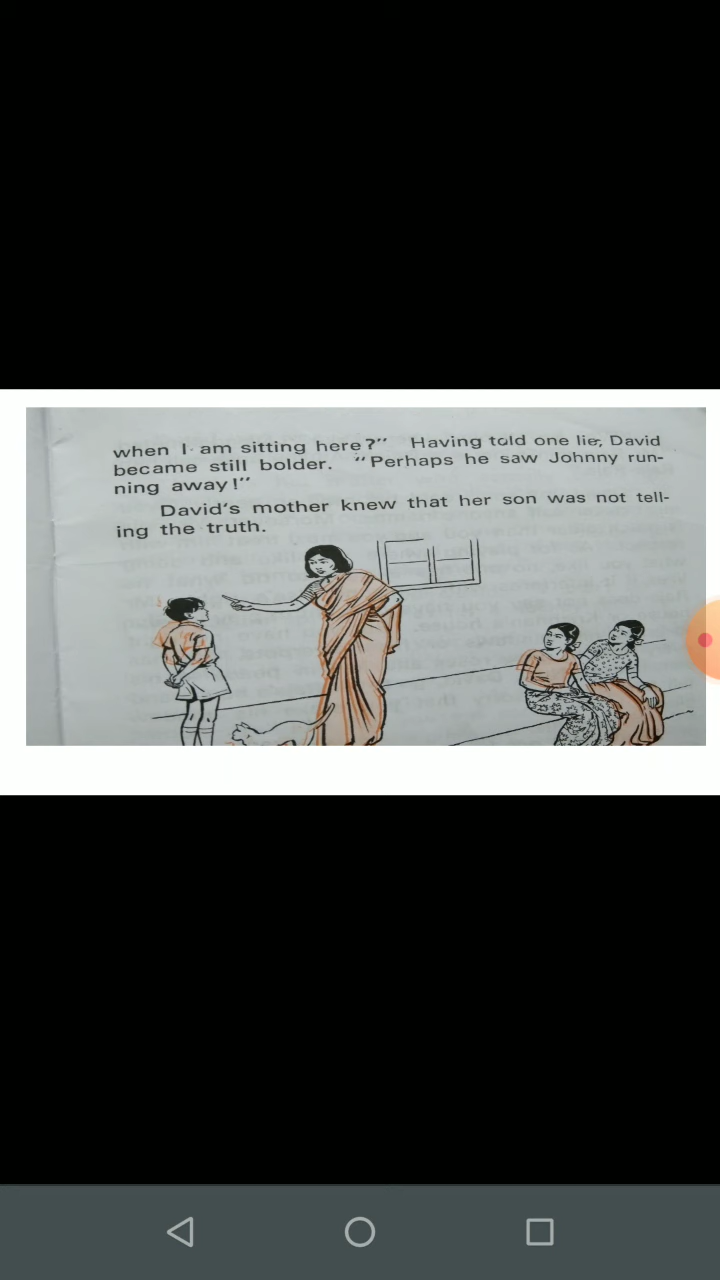 when I am sitting here?" Having told one lie, David
became still bolder. "Perhaps he saw Johnny run-
ning away!"
David's mother knew that her son was not tell-
ing the truth.